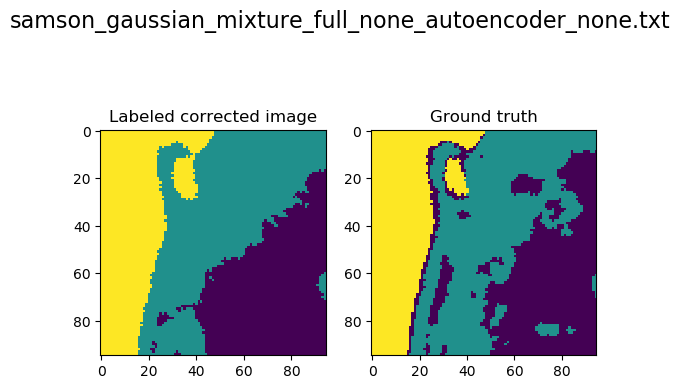 samson_gaussian_mixture_full_none_autoencoder_none.txt
Labeled corrected image
Ground truth
0
20
40
60
80
0 20 40 60 80
0
20
40
60
80
0 20 40 60 80